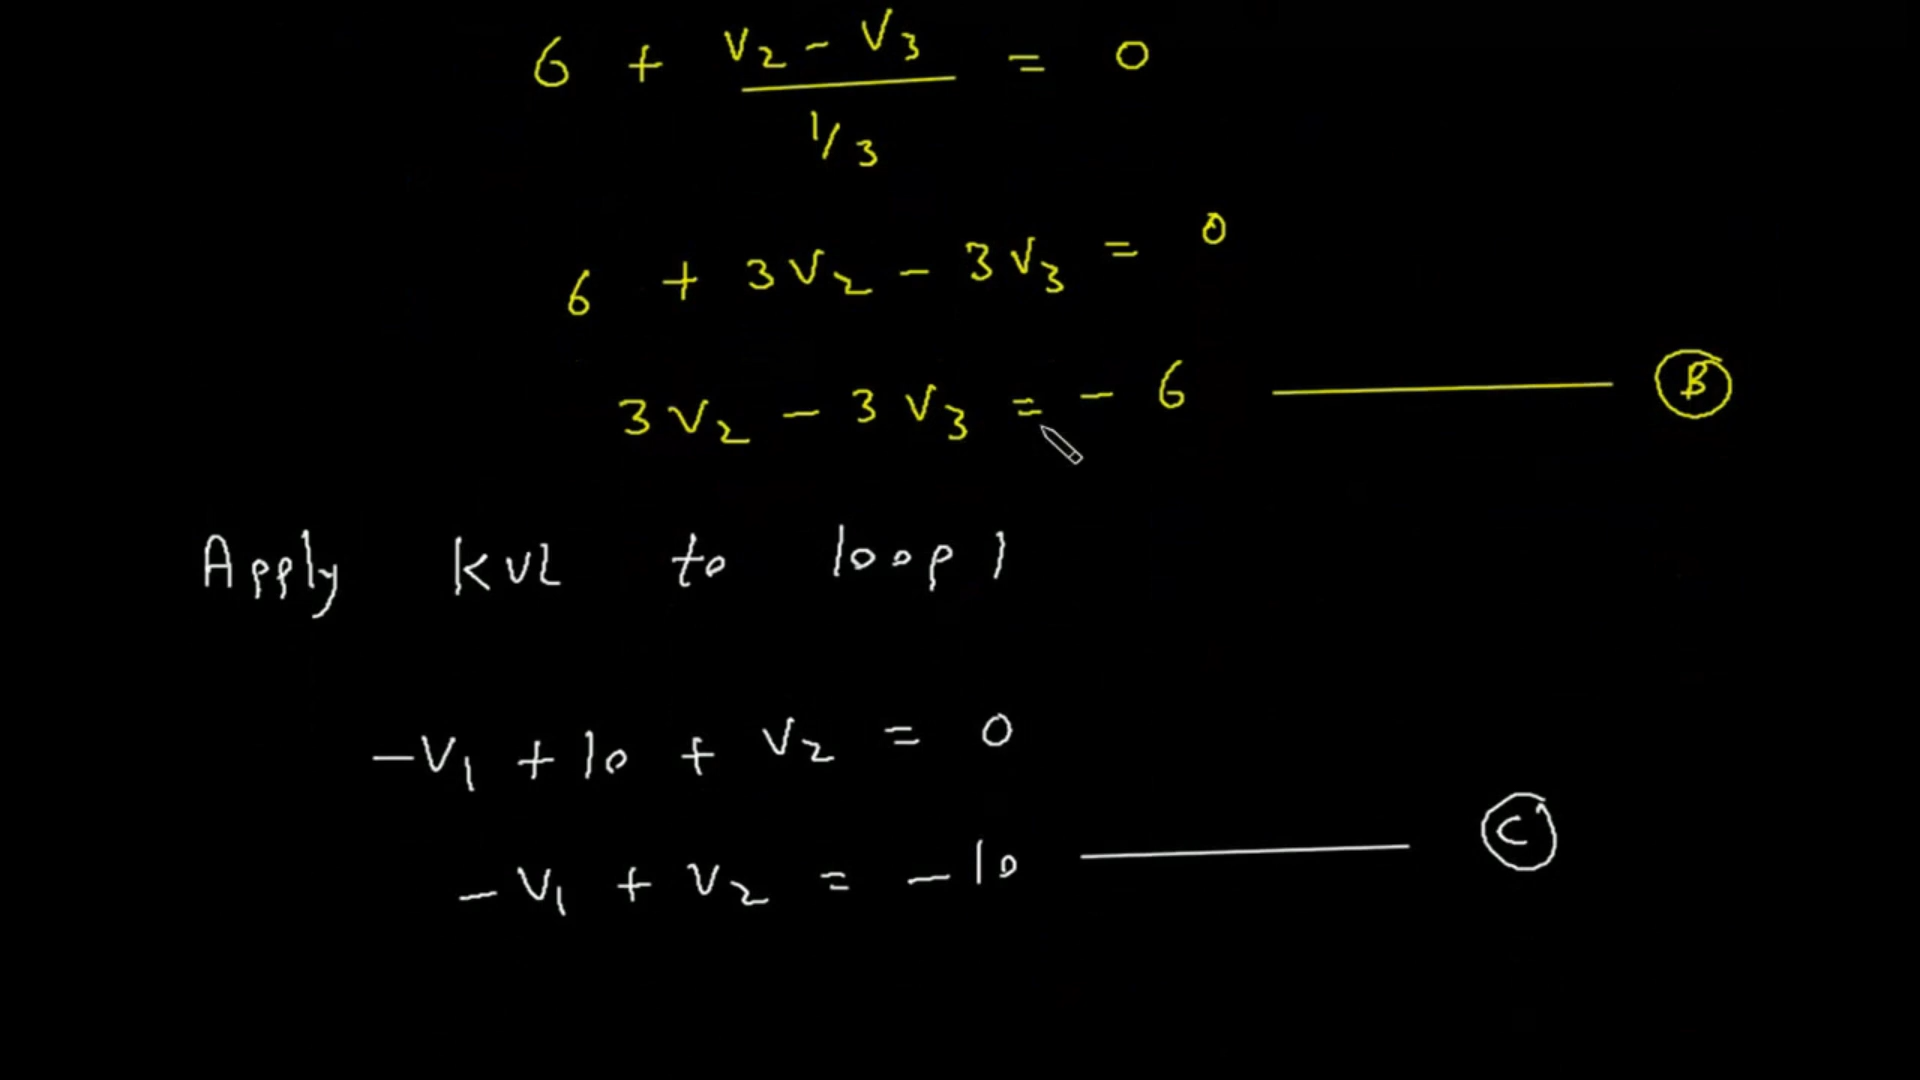 6 + V₂ - V₃ / 1/3 = 0
6 + 3V₂ - 3V₃ = 0
3V₂ - 3V₃ = - 6 —— B
Apply KVL to loop 1
-V₁ + 10 + V₂ = 0
- V₁ + V₂ = - 10 —— C